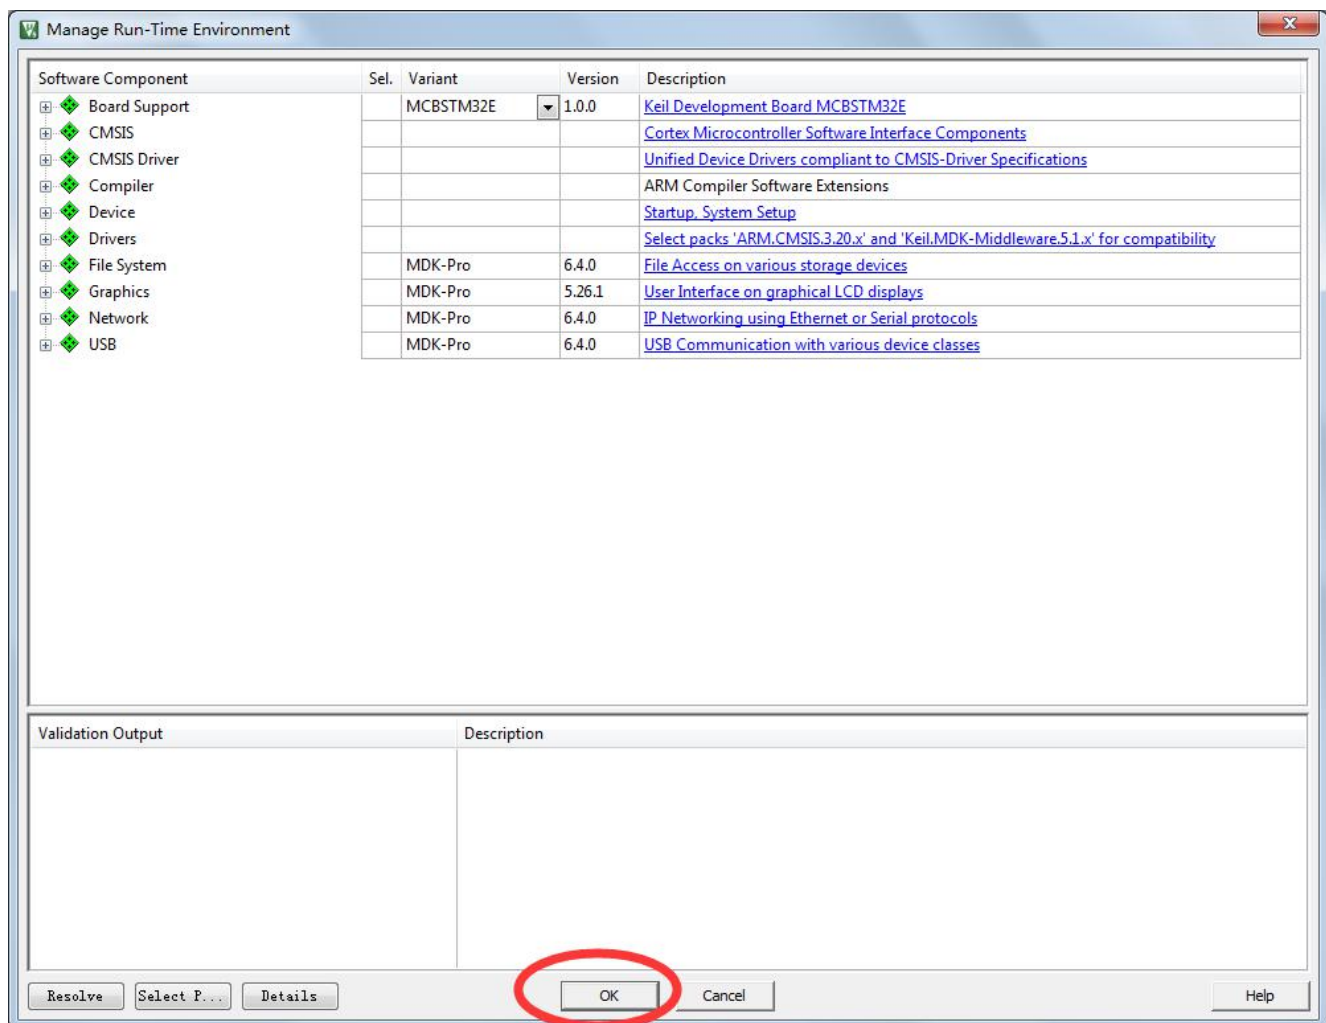 Manage Run-Time Environment
Software Component Sel. Variant Version Description
Board Support MCBSTM32E 1.0.0 Keil Development Board MCBSTM32E
CMSIS Cortex Microcontroller Software Interface Components
CMSIS Driver Unified Device Drivers compliant to CMSIS-Driver Specifications
Compiler ARM Compiler Software Extensions
Device Startup, System Setup
Drivers Select packs 'ARM.CMSIS.3.20.x' and 'Keil.MDK-Middleware.5.1.x' for compatibility
File System MDK-Pro 6.4.0 File Access on various storage devices
Graphics MDK-Pro 5.26.1 User Interface on graphical LCD displays
Network MDK-Pro 6.4.0 IP Networking using Ethernet or Serial protocols
USB MDK-Pro 6.4.0 USB Communication with various device classes
Validation Output Description
Resolve Select P... Details OK Cancel Help